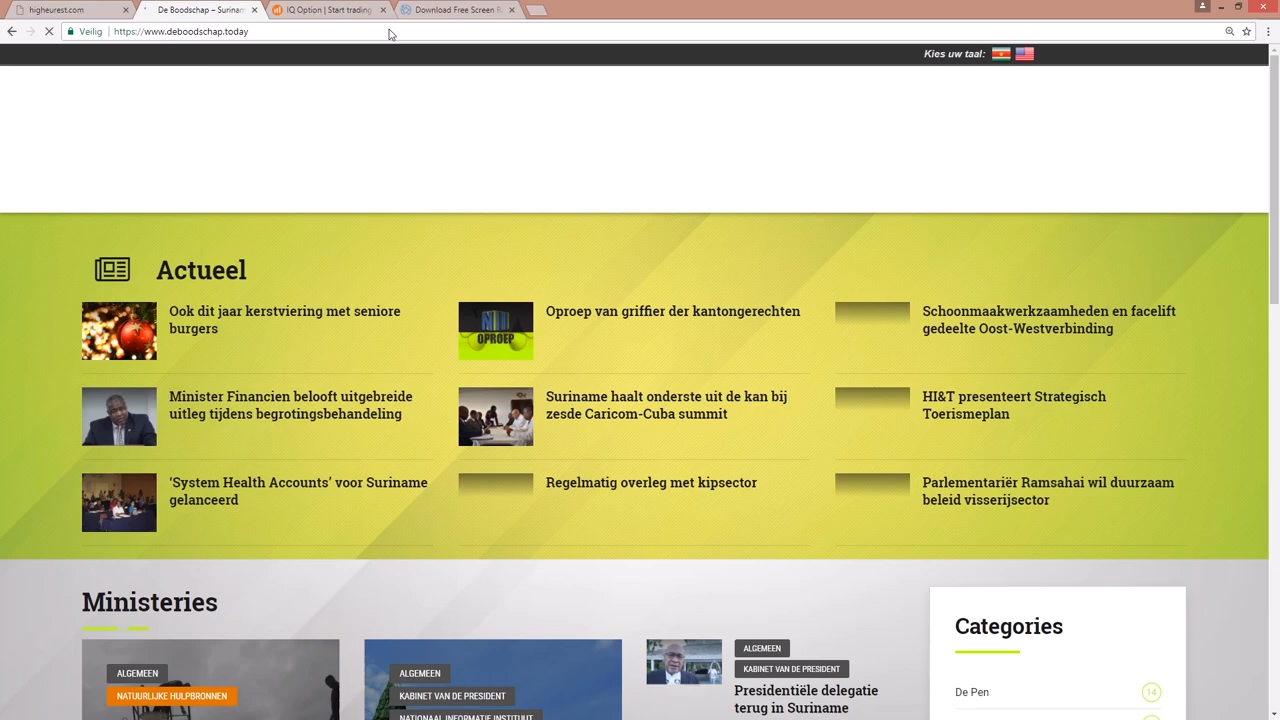 higheurest.com
De Boodschap – Surinam
IQ Option | Start trading
Download Free Screen R
Veilig
https://www.deboodschap.today
Kies uw taal:
Actueel
Ook dit jaar kerstviering met seniore
burgers
Oproep van griffier der kantongerechten
Schoonmaakwerkzaamheden en facelift
gedeelte Oost-Westverbinding
OPROEP
Minister Financien belooft uitgebreide
uitleg tijdens begrotingsbehandeling
Suriname haalt onderste uit de kan bij
zesde Caricom-Cuba summit
HI&T presenteert Strategisch
Toerismeplan
‘System Health Accounts’ voor Suriname
gelanceerd
Regelmatig overleg met kipsector
Parlementariër Ramsahai wil duurzaam
beleid visserijsector
Ministeries
ALGEMEEN
NATUURLIJKE HULPBRONNEN
ALGEMEEN
KABINET VAN DE PRESIDENT
NATIONAAL INFORMATIE INSTITUUT
ALGEMEEN
KABINET VAN DE PRESIDENT
Presidentiële delegatie
terug in Suriname
Categories
De Pen
14